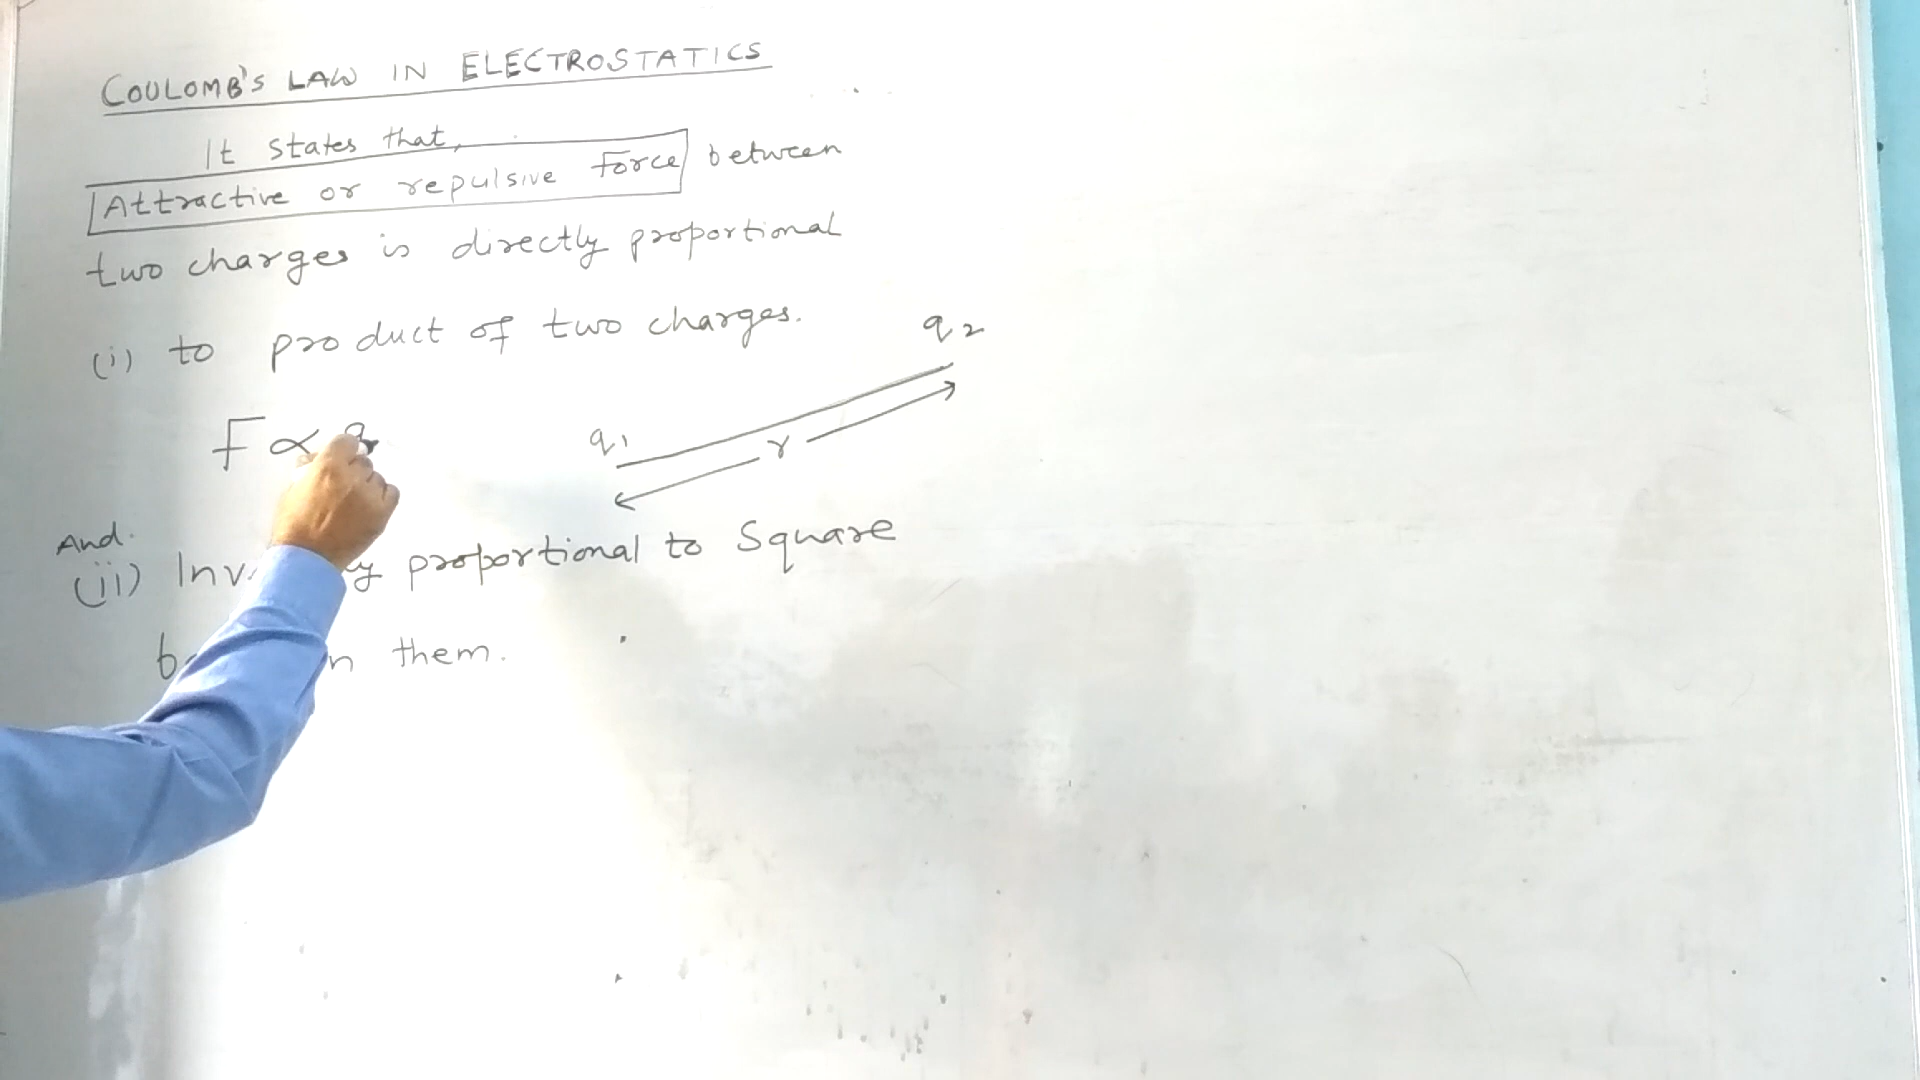 COULOMB'S LAW IN ELECTROSTATICS
It states that,
Attractive or repulsive Force between
two charges is directly proportional
(i) to product of two charges.
q2
F ∝ q
q1
r
And.
(ii) proportional to Square
them.